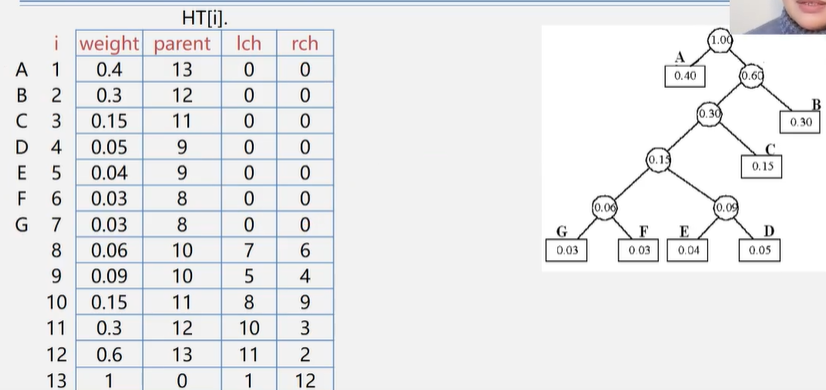 HT[i].
i weight parent lch rch
A 1 0.4 13 0 0
B 2 0.3 12 0 0
C 3 0.15 11 0 0
D 4 0.05 9 0 0
E 5 0.04 9 0 0
F 6 0.03 8 0 0
G 7 0.03 8 0 0
8 0.06 10 7 6
9 0.09 10 5 4
10 0.15 11 8 9
11 0.3 12 10 3
12 0.6 13 11 2
13 1 0 1 12
1.00
A
0.40 0.60
B
0.30 0.30
C
0.15 0.15
0.06 0.09
G F E D
0.03 0.03 0.04 0.05